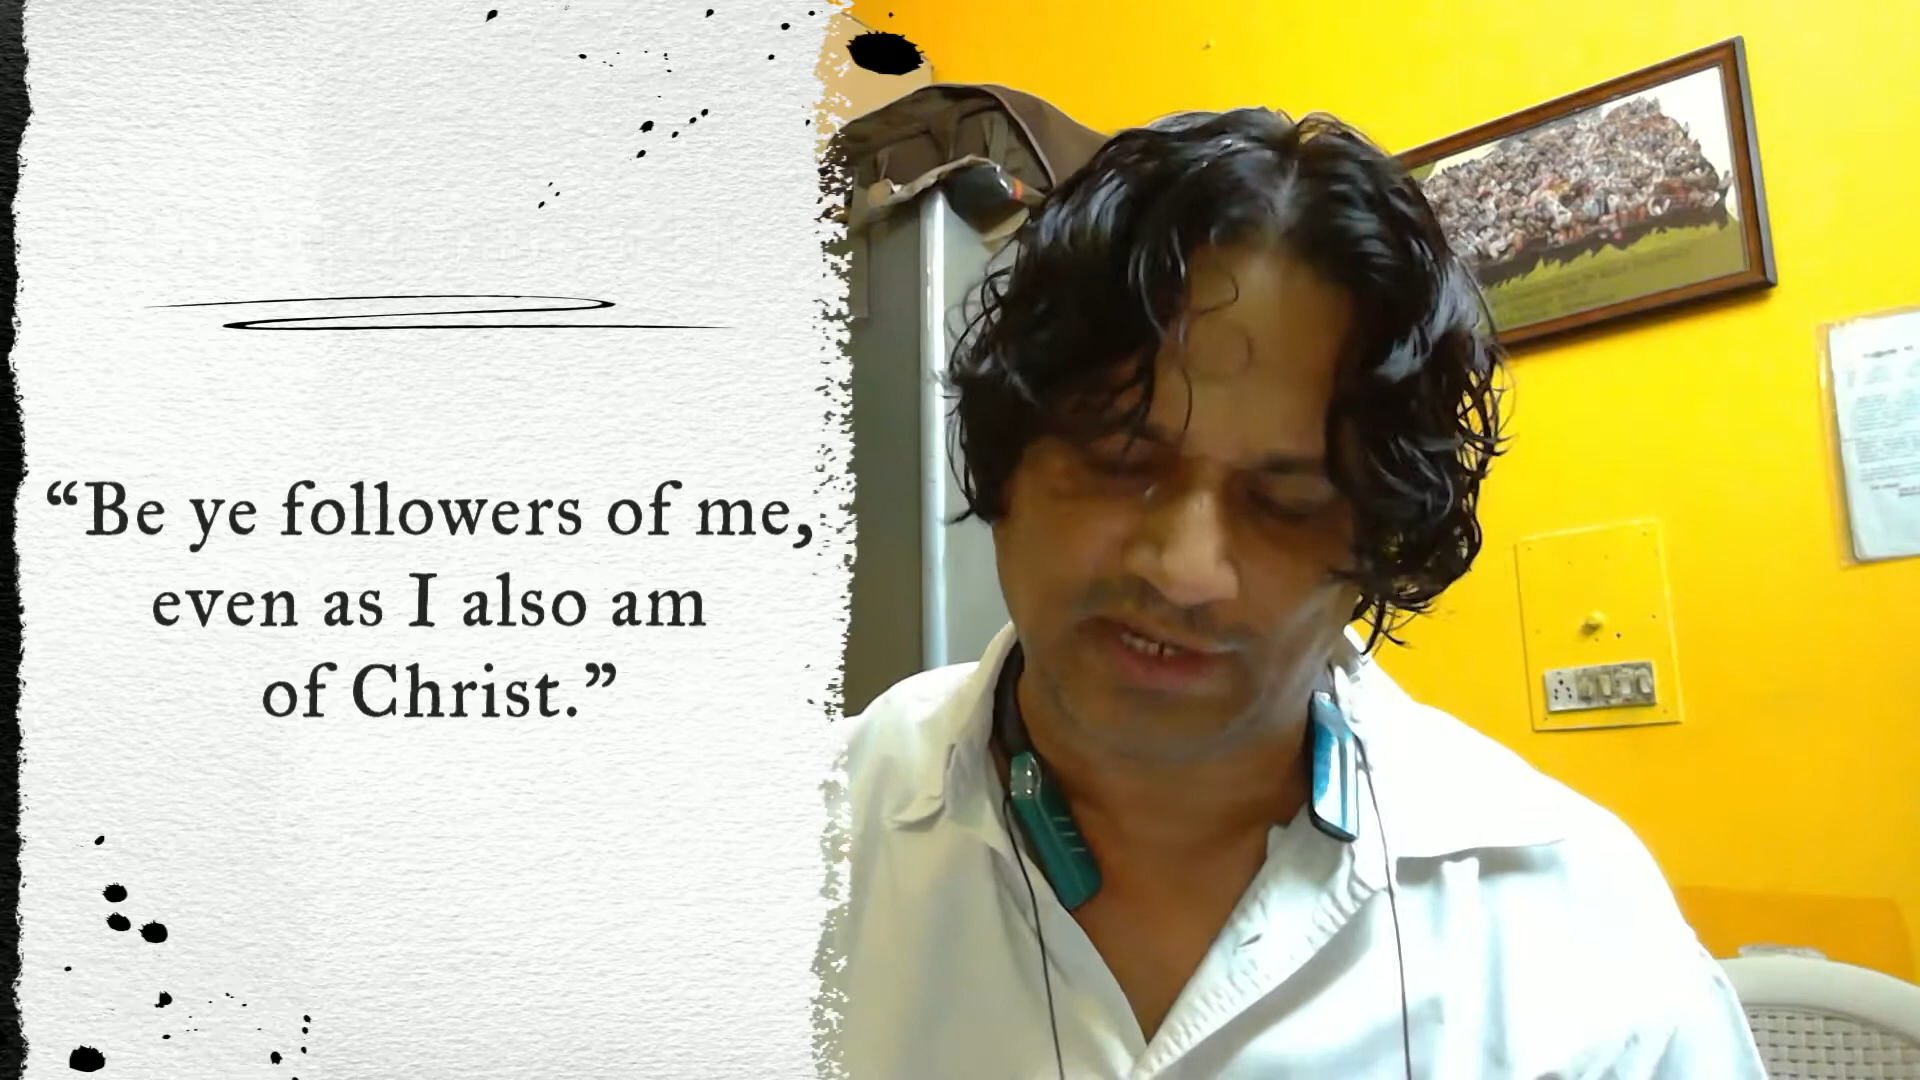 “Be ye followers of me,
even as I also am
of Christ.”